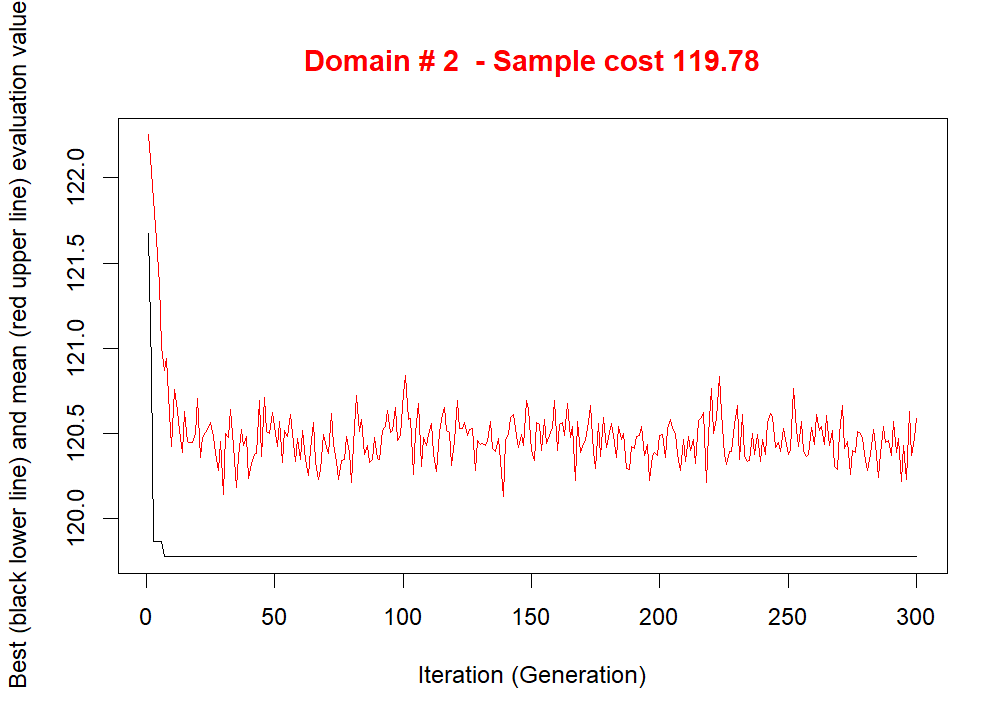 Domain # 2  - Sample cost 119.78
Best (black lower line) and mean (red upper line) evaluation value
122.0
121.5
121.0
120.5
120.0
0 50 100 150 200 250 300
Iteration (Generation)